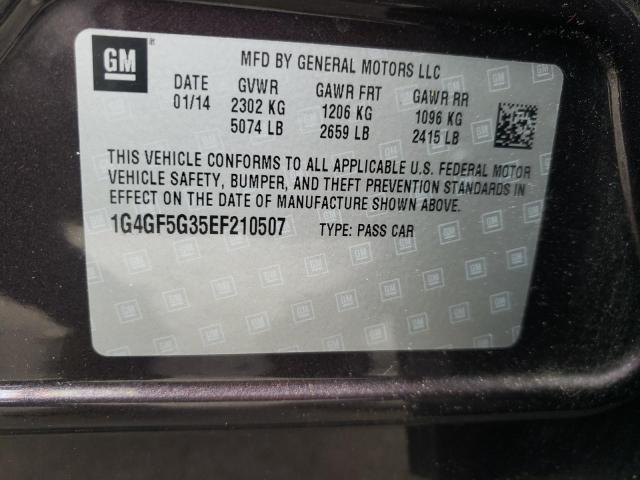 GM
MFD BY GENERAL MOTORS LLC
DATE GVWR GAWR FRT GAWR RR
01/14 2302 KG 1206 KG 1096 KG
5074 LB 2659 LB 2415 LB
THIS VEHICLE CONFORMS TO ALL APPLICABLE U.S. FEDERAL MOTOR
VEHICLE SAFETY, BUMPER, AND THEFT PREVENTION STANDARDS IN
EFFECT ON THE DATE OF MANUFACTURE SHOWN ABOVE.
1G4GF5G35EF210507 TYPE: PASS CAR